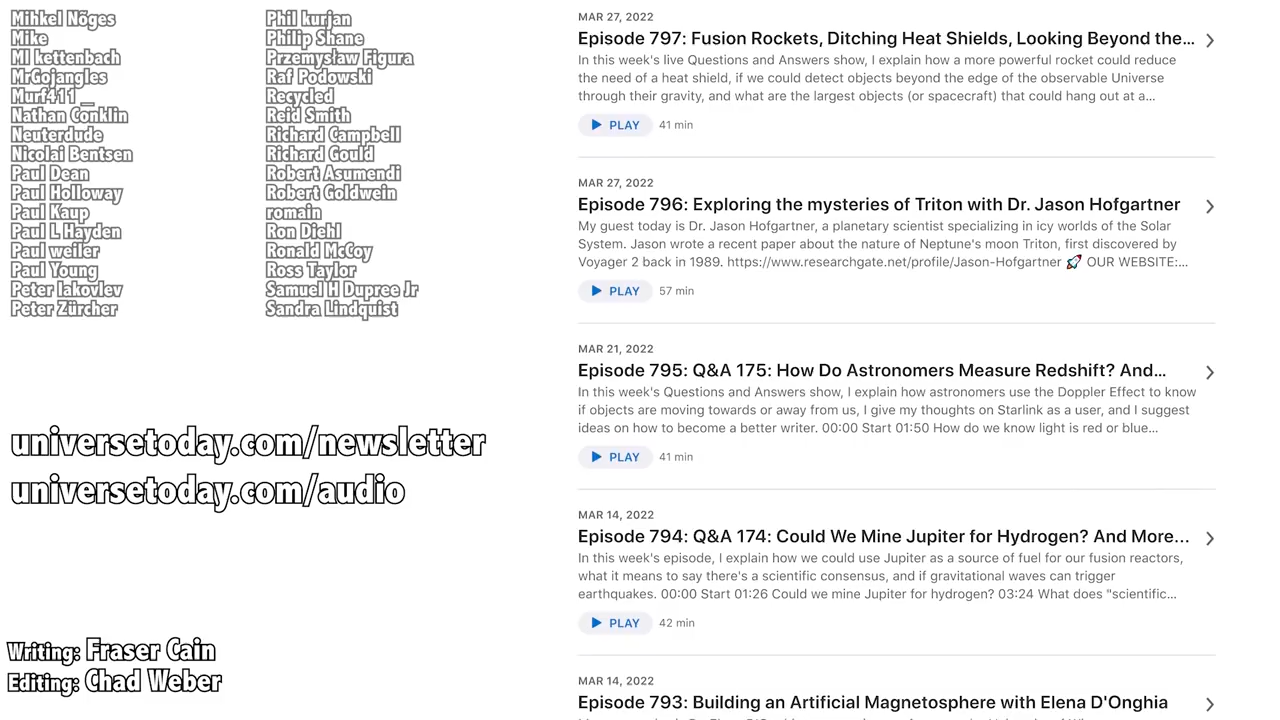 Mihkel Nõges
Mike
Ml kettenbach
MrGojangles
Murf411 _
Nathan Conklin
Neuterdude
Nicolai Bentsen
Paul Dean
Paul Holloway
Paul Kaup
Paul L Hayden
Paul weiler
Paul Young
Peter Iakovlev
Peter Zürcher
Phil kurjan
Philip Shane
Przemysław Figura
Raf Podowski
Recycled
Reid Smith
Richard Campbell
Richard Gould
Robert Asumendi
Robert Goldwein
romain
Ron Diehl
Ronald McCoy
Ross Taylor
Samuel H Dupree Jr
Sandra Lindquist
universetoday.com/newsletter
universetoday.com/audio
Writing: Fraser Cain
Editing: Chad Weber
MAR 27, 2022
Episode 797: Fusion Rockets, Ditching Heat Shields, Looking Beyond the...
In this week's live Questions and Answers show, I explain how a more powerful rocket could reduce
the need of a heat shield, if we could detect objects beyond the edge of the observable Universe
through their gravity, and what are the largest objects (or spacecraft) that could hang out at a...
PLAY 41 min
MAR 27, 2022
Episode 796: Exploring the mysteries of Triton with Dr. Jason Hofgartner
My guest today is Dr. Jason Hofgartner, a planetary scientist specializing in icy worlds of the Solar
System. Jason wrote a recent paper about the nature of Neptune's moon Triton, first discovered by
Voyager 2 back in 1989. https://www.researchgate.net/profile/Jason-Hofgartner 🚀 OUR WEBSITE:...
PLAY 57 min
MAR 21, 2022
Episode 795: Q&A 175: How Do Astronomers Measure Redshift? And...
In this week's Questions and Answers show, I explain how astronomers use the Doppler Effect to know
if objects are moving towards or away from us, I give my thoughts on Starlink as a user, and I suggest
ideas on how to become a better writer. 00:00 Start 01:50 How do we know light is red or blue...
PLAY 41 min
MAR 14, 2022
Episode 794: Q&A 174: Could We Mine Jupiter for Hydrogen? And More...
In this week's episode, I explain how we could use Jupiter as a source of fuel for our fusion reactors,
what it means to say there's a scientific consensus, and if gravitational waves can trigger
earthquakes. 00:00 Start 01:26 Could we mine Jupiter for hydrogen? 03:24 What does "scientific...
PLAY 42 min
MAR 14, 2022
Episode 793: Building an Artificial Magnetosphere with Elena D'Onghia